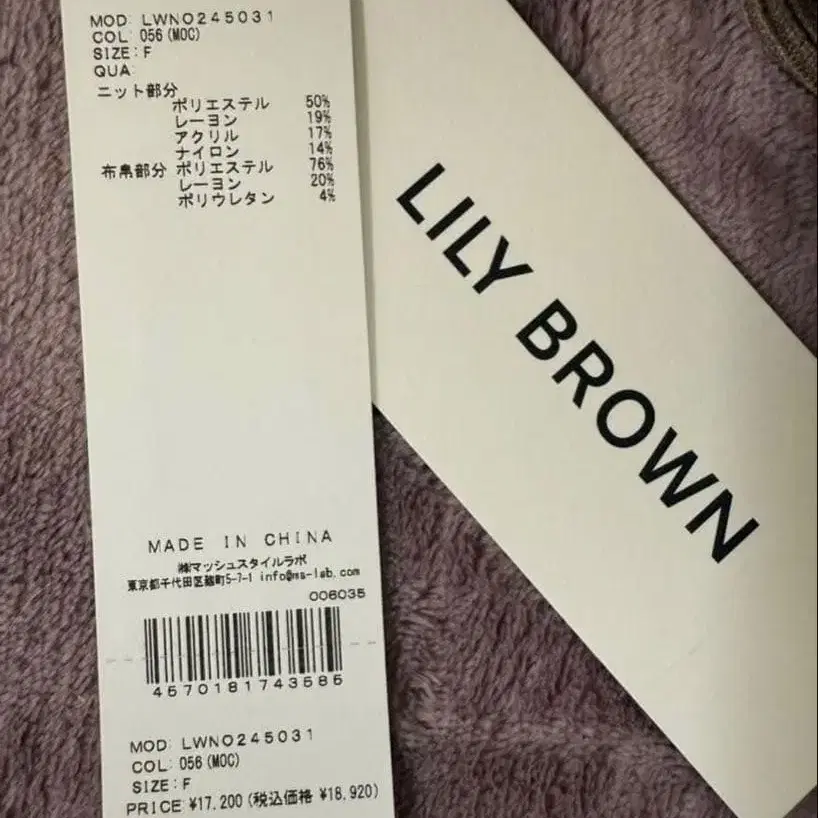 MOD: LWNO245031
COL: 056(MOC)
SIZE: F
QUA:
ニット部分
ポリエステル 50%
レーヨン 19%
アクリル 17%
ナイロン 14%
布帛部分 ポリエステル 76%
レーヨン 20%
ポリウレタン 4%
MADE IN CHINA
㈱マッシュスタイルラボ
東京都千代田区麹町5-7-1 info@ms-lab.com
006035
4570181743585
MOD: LWNO245031
COL: 056(MOC)
SIZE: F
PRICE: ¥17,200 (税込価格 ¥18,920)
LILY BROWN